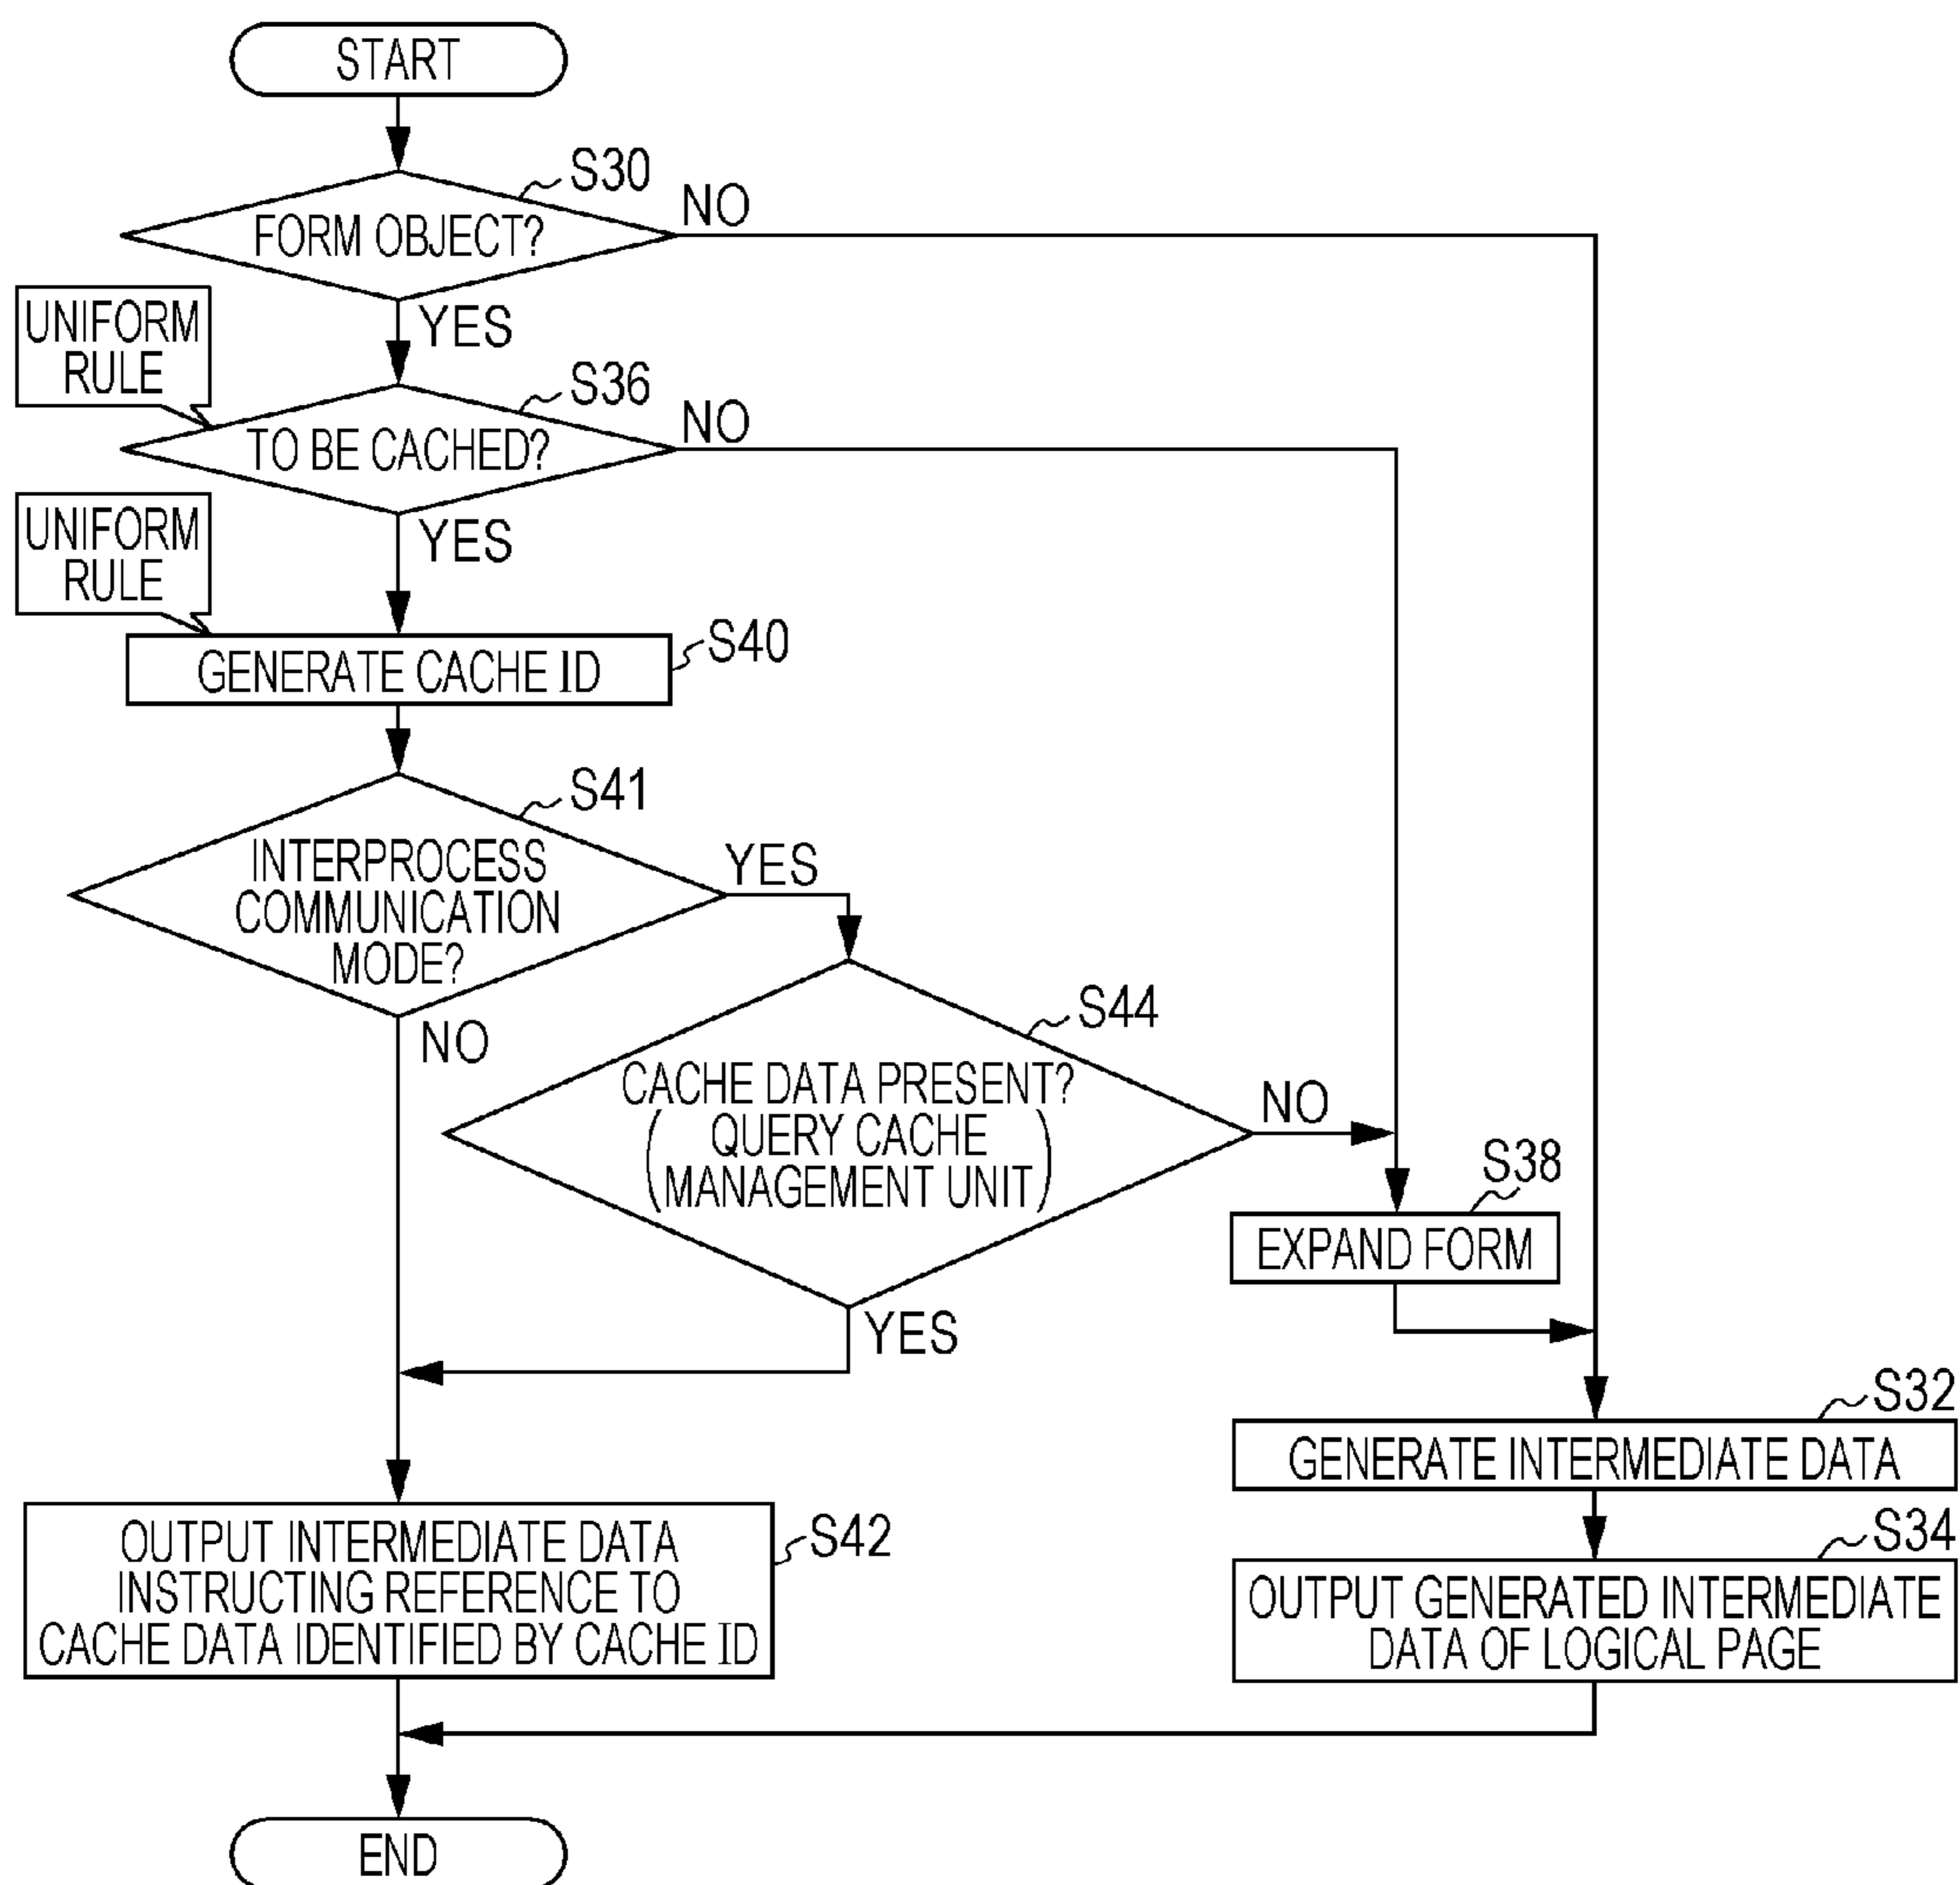 START
S30
NO
FORM OBJECT?
YES
UNIFORM
RULE
S36
NO
TO BE CACHED?
YES
UNIFORM
RULE
S40
GENERATE CACHE ID
S41
INTERPROCESS
COMMUNICATION
MODE?
YES
NO
S44
CACHE DATA PRESENT?
(QUERY CACHE
MANAGEMENT UNIT)
NO
YES
S38
EXPAND FORM
S32
GENERATE INTERMEDIATE DATA
S34
OUTPUT GENERATED INTERMEDIATE
DATA OF LOGICAL PAGE
S42
OUTPUT INTERMEDIATE DATA
INSTRUCTING REFERENCE TO
CACHE DATA IDENTIFIED BY CACHE ID
END